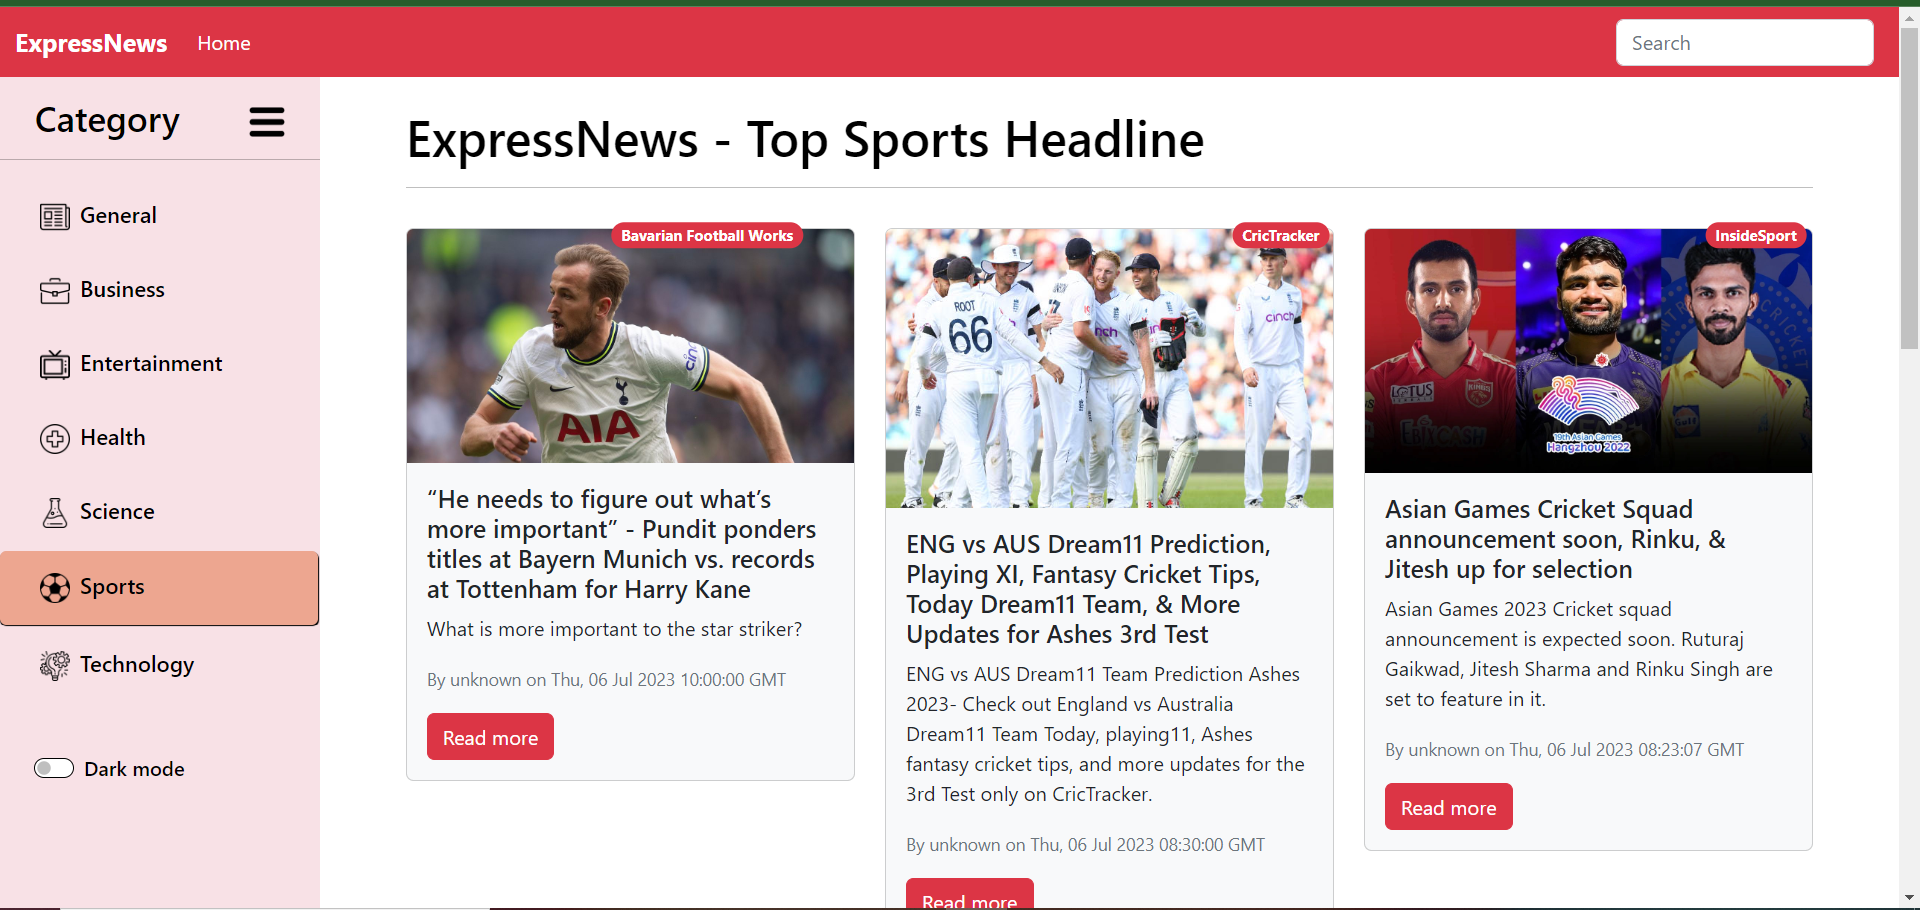 ExpressNews
Home
Search
Category
General
Business
Entertainment
Health
Science
Sports
Technology
Dark mode
ExpressNews - Top Sports Headline
Bavarian Football Works
AIA
“He needs to figure out what’s
more important” - Pundit ponders
titles at Bayern Munich vs. records
at Tottenham for Harry Kane
What is more important to the star striker?
By unknown on Thu, 06 Jul 2023 10:00:00 GMT
Read more
CricTracker
ROOT
66
cinch
ENG vs AUS Dream11 Prediction,
Playing XI, Fantasy Cricket Tips,
Today Dream11 Team, & More
Updates for Ashes 3rd Test
ENG vs AUS Dream11 Team Prediction Ashes
2023- Check out England vs Australia
Dream11 Team Today, playing11, Ashes
fantasy cricket tips, and more updates for the
3rd Test only on CricTracker.
By unknown on Thu, 06 Jul 2023 08:30:00 GMT
Read more
InsideSport
LOTUS
EBIXCASH
Gulf
19th Asian Games
Hangzhou 2022
Asian Games Cricket Squad
announcement soon, Rinku, &
Jitesh up for selection
Asian Games 2023 Cricket squad
announcement is expected soon. Ruturaj
Gaikwad, Jitesh Sharma and Rinku Singh are
set to feature in it.
By unknown on Thu, 06 Jul 2023 08:23:07 GMT
Read more